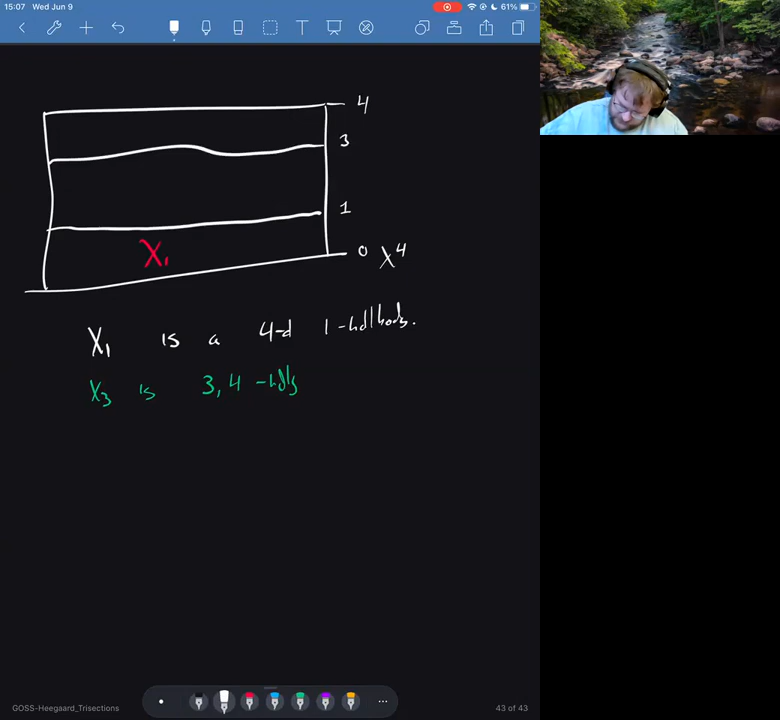 15:07 Wed Jun 9
61%
4
3
1
X₁
0 X⁴
X₁ is a 4-d 1-hdlbody.
X₃ is 3,4 -hdls
GOSS-Heegaard_Trisections
43 of 43